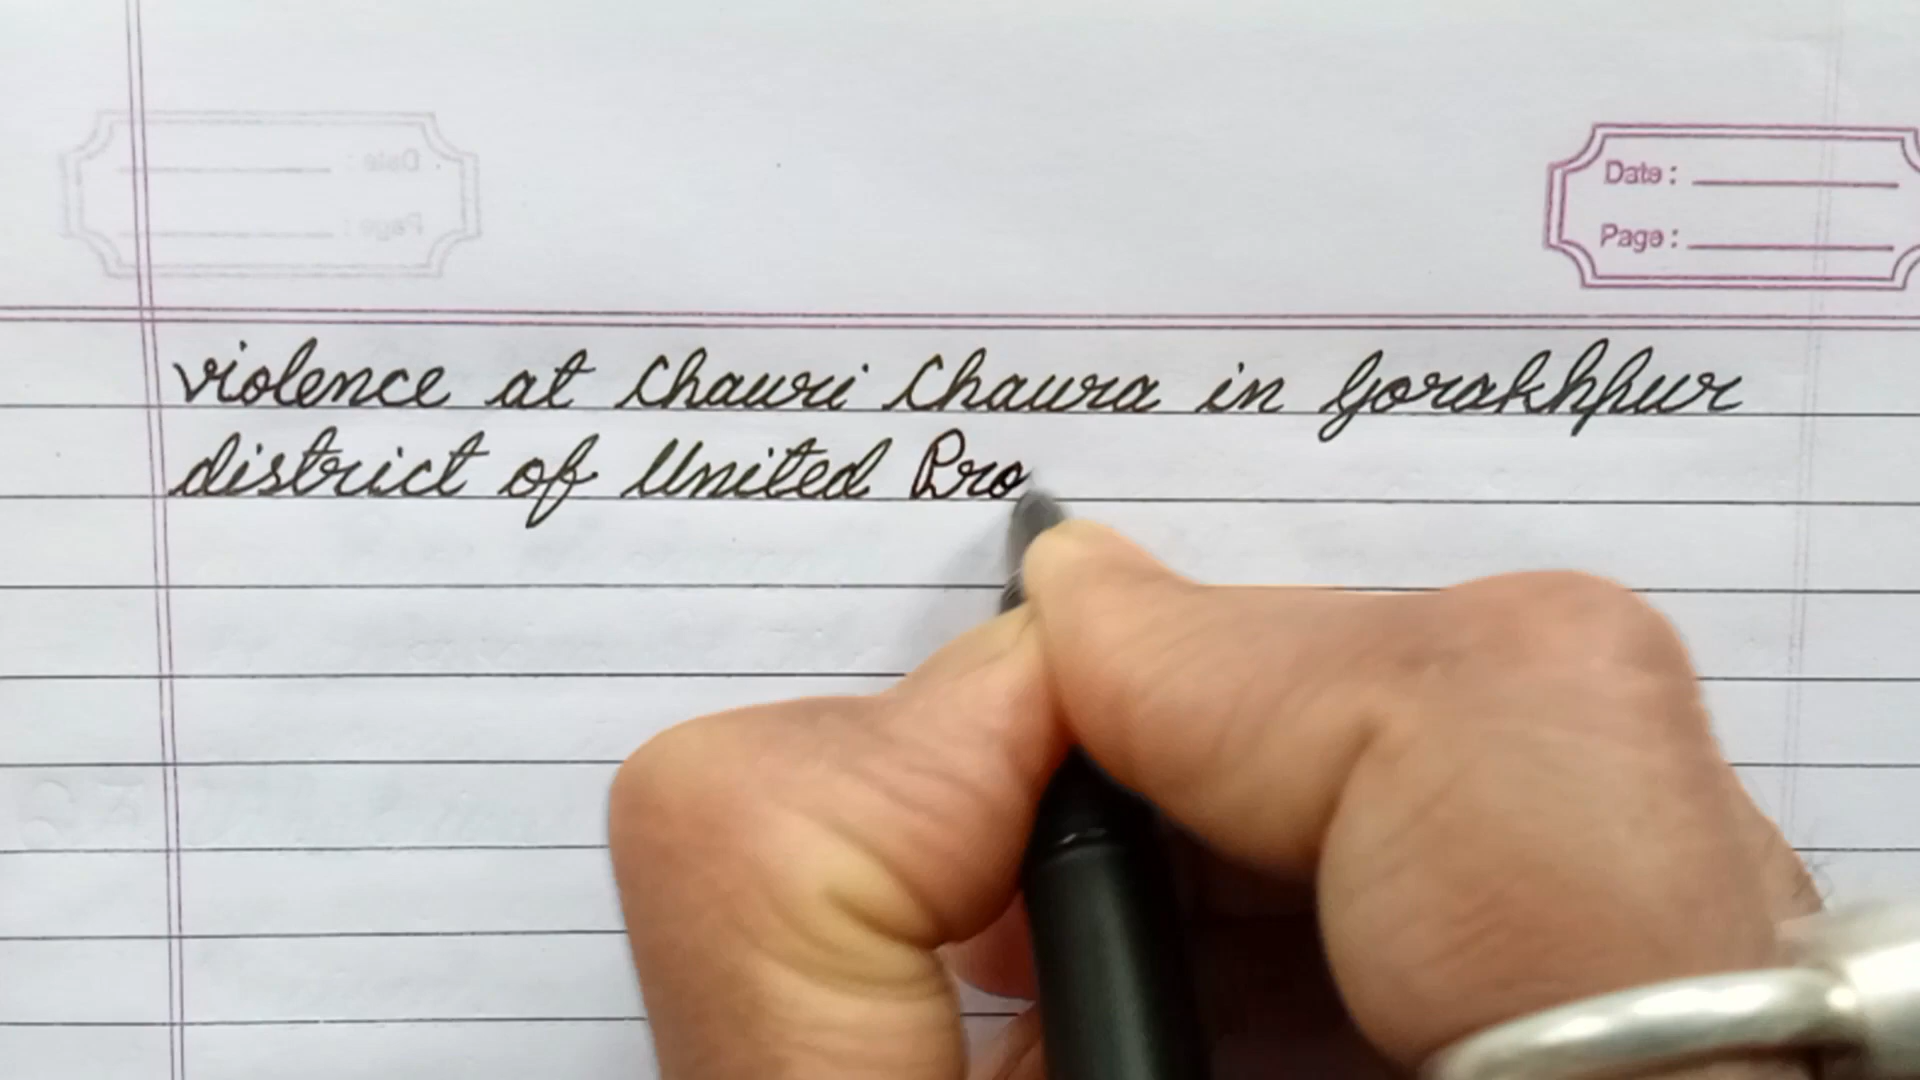 Date :
Page :
violence at Chauri Chaura in Gorakhpur
district of United Pro